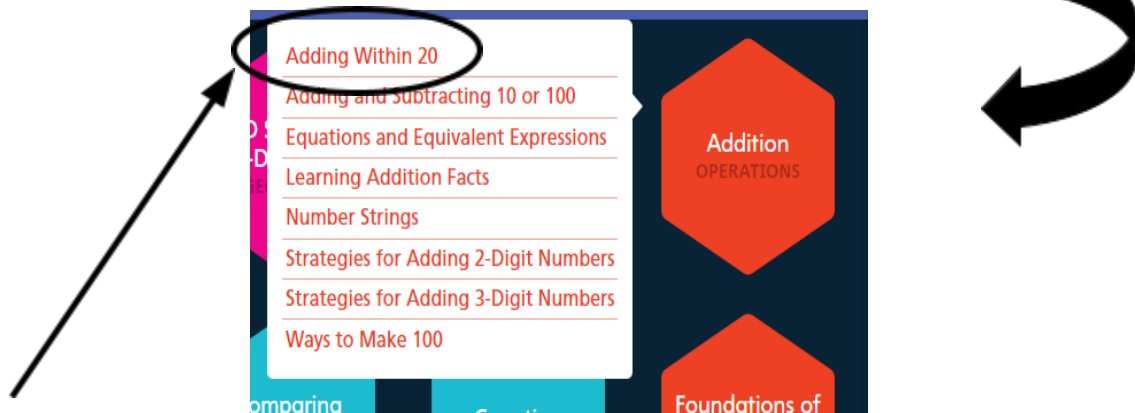 Adding Within 20
Adding and Subtracting 10 or 100
Equations and Equivalent Expressions
Learning Addition Facts
Number Strings
Strategies for Adding 2-Digit Numbers
Strategies for Adding 3-Digit Numbers
Ways to Make 100
Addition
OPERATIONS
Foundations of